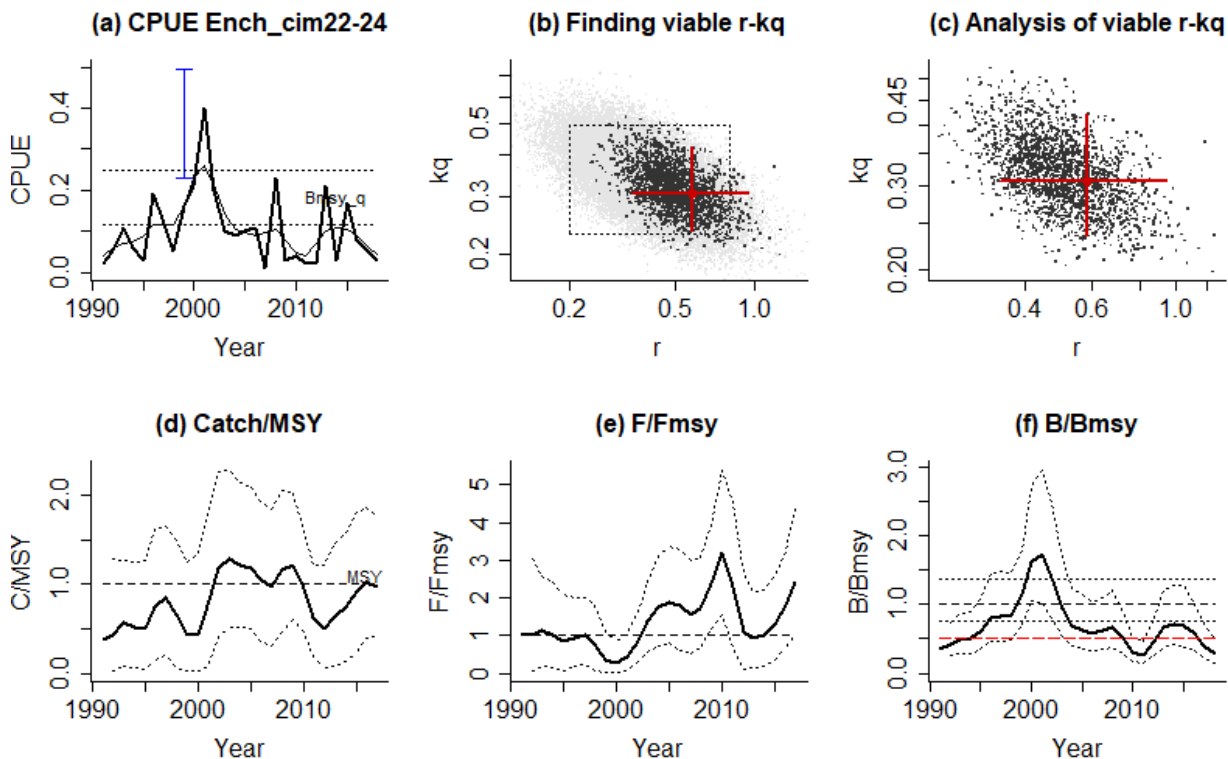 (a) CPUE Ench_cim22-24
CPUE
0.4
0.2
0.0
Bmsy_q
1990 2000 2010
Year
(b) Finding viable r-kq
kq
0.5
0.3
0.2
0.2 0.5 1.0
r
(c) Analysis of viable r-kq
kq
0.45
0.30
0.20
0.4 0.6 1.0
r
(d) Catch/MSY
C/MSY
2.0
1.0
0.0
MSY
1990 2000 2010
Year
(e) F/Fmsy
F/Fmsy
5
4
3
2
1
0
1990 2000 2010
Year
(f) B/Bmsy
B/Bmsy
3.0
2.0
1.0
0.0
1990 2000 2010
Year